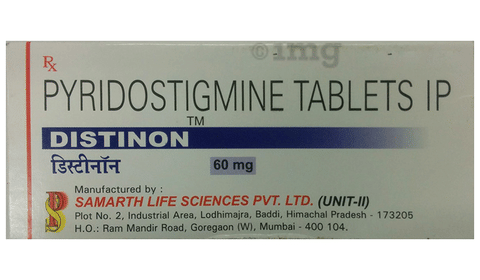 ©1mg
Rx
PYRIDOSTIGMINE TABLETS IP
DISTINON™
डिस्टीनॉन
60 mg
Manufactured by :
SAMARTH LIFE SCIENCES PVT. LTD. (UNIT-II)
Plot No. 2, Industrial Area, Lodhimajra, Baddi, Himachal Pradesh - 173205
H.O.: Ram Mandir Road, Goregaon (W), Mumbai - 400 104.